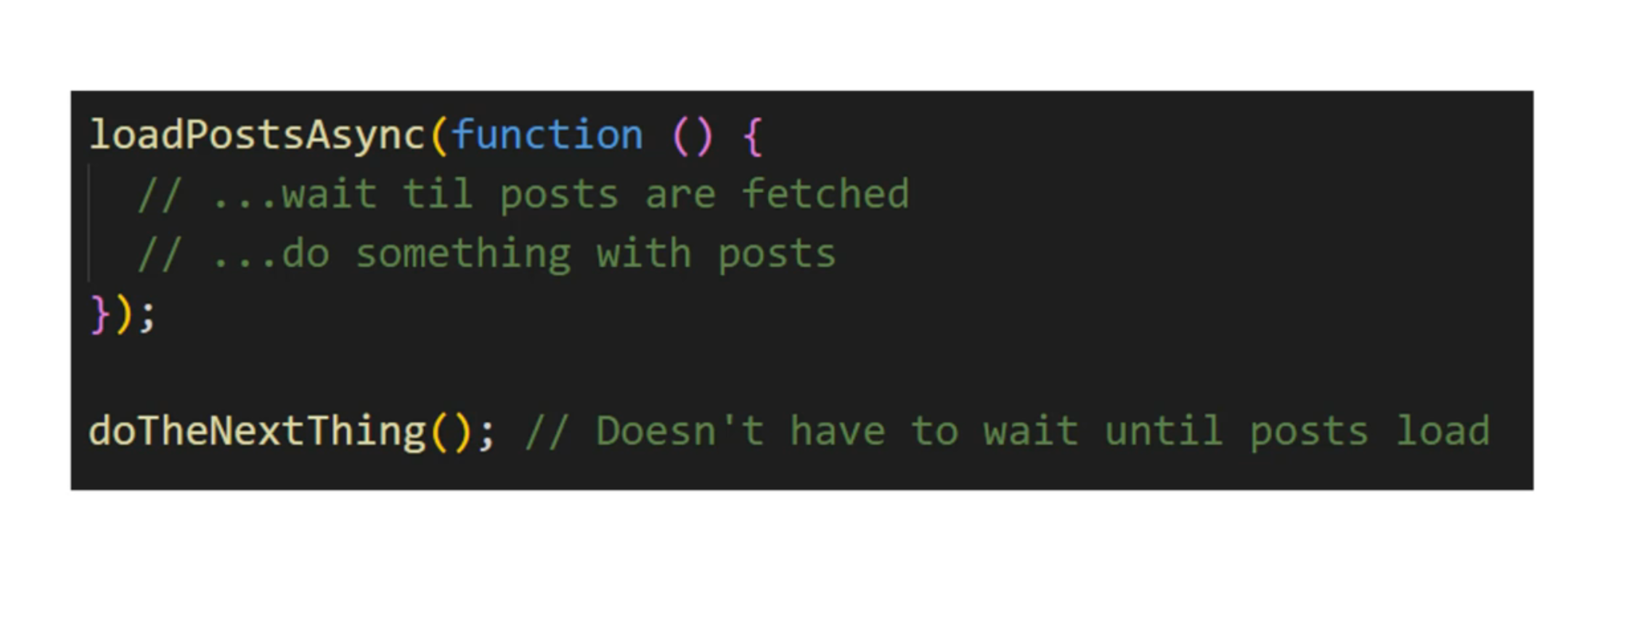 loadPostsAsync(function () {
  // ...wait til posts are fetched
  // ...do something with posts
});
doTheNextThing(); // Doesn't have to wait until posts load